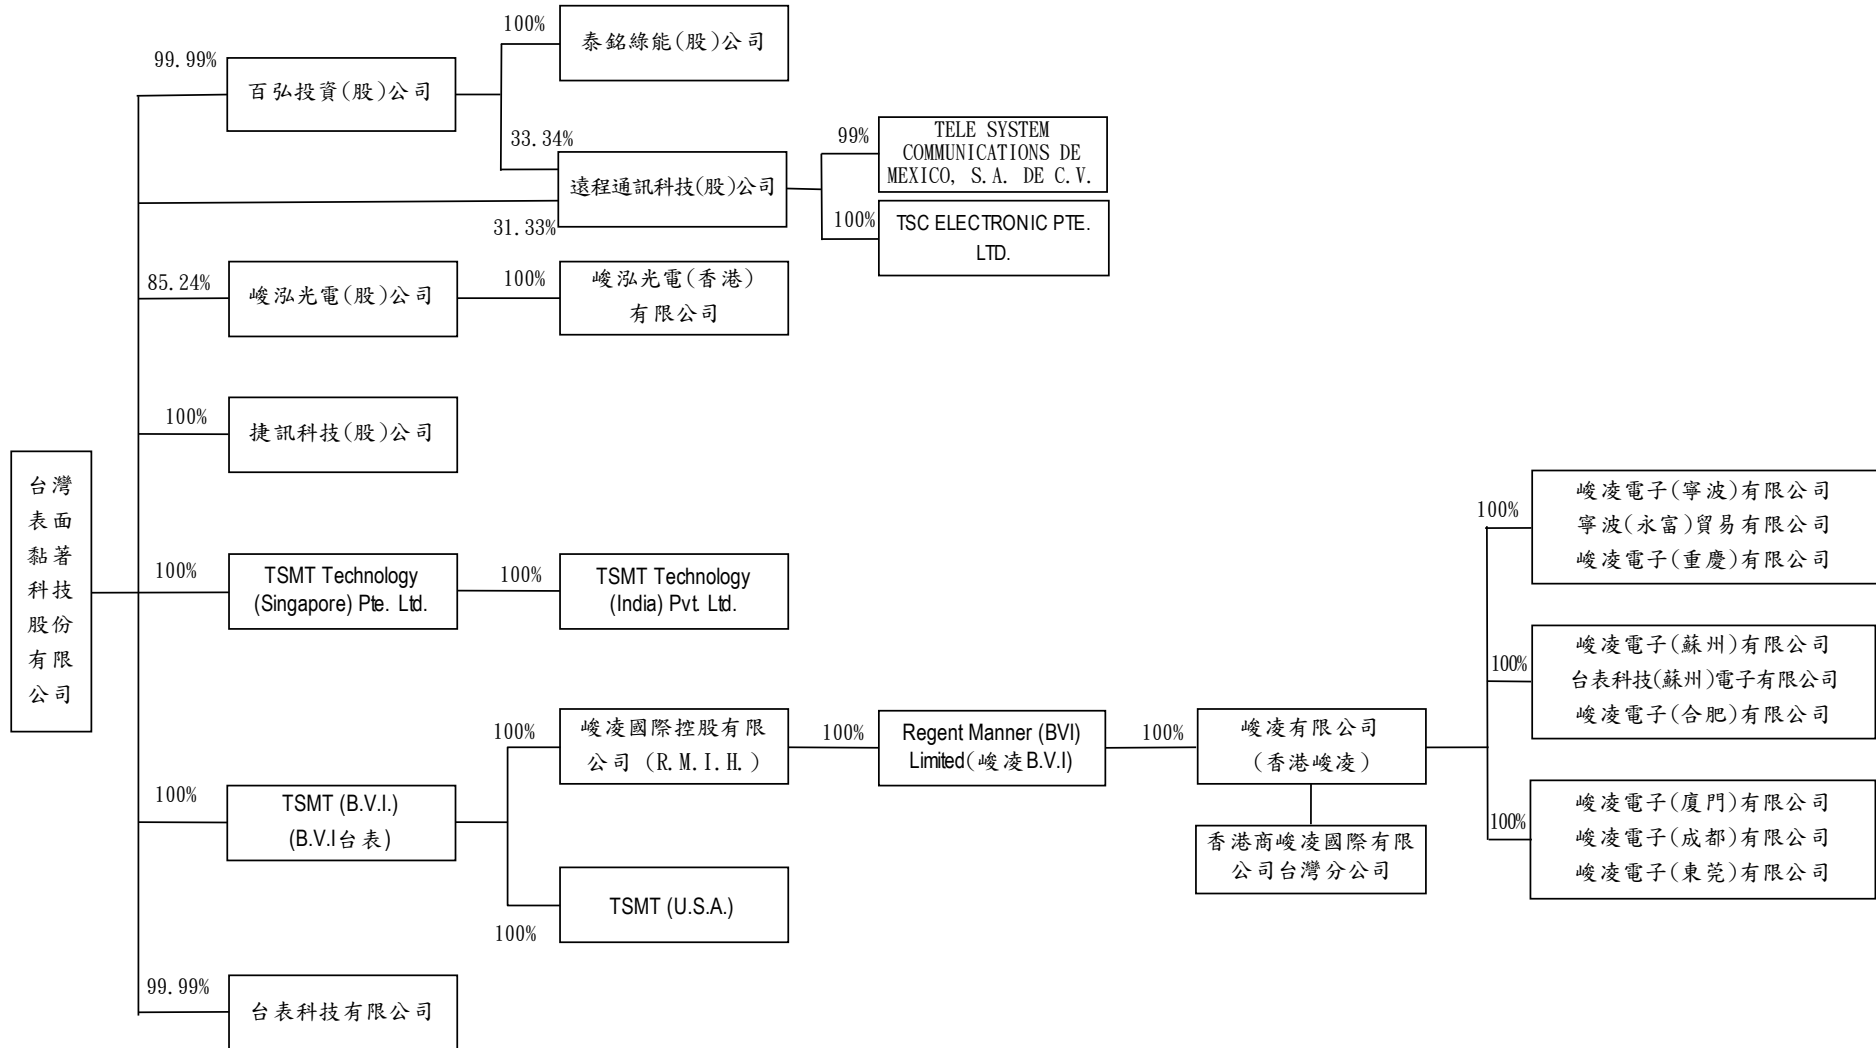 100%
泰銘綠能(股)公司
99.99%
百弘投資(股)公司
33.34%
遠程通訊科技(股)公司
31.33%
99%
TELE SYSTEM
COMMUNICATIONS DE
MEXICO, S.A. DE C.V.
100%
TSC ELECTRONIC PTE.
LTD.
85.24%
峻泓光電(股)公司
100%
峻泓光電(香港)
有限公司
100%
捷訊科技(股)公司
台灣
表面
黏著
科技
股份
有限
公司
100%
TSMT Technology
(Singapore) Pte. Ltd.
100%
TSMT Technology
(India) Pvt. Ltd.
100%
TSMT (B.V.I.)
(B.V.I台表)
100%
峻凌國際控股有限
公司 (R.M.I.H.)
100%
Regent Manner (BVI)
Limited(峻凌B.V.I)
100%
峻凌有限公司
(香港峻凌)
香港商峻凌國際有限
公司台灣分公司
100%
峻凌電子(寧波)有限公司
寧波(永富)貿易有限公司
峻凌電子(重慶)有限公司
100%
峻凌電子(蘇州)有限公司
台表科技(蘇州)電子有限公司
峻凌電子(合肥)有限公司
100%
峻凌電子(廈門)有限公司
峻凌電子(成都)有限公司
峻凌電子(東莞)有限公司
TSMT (U.S.A.)
100%
99.99%
台表科技有限公司